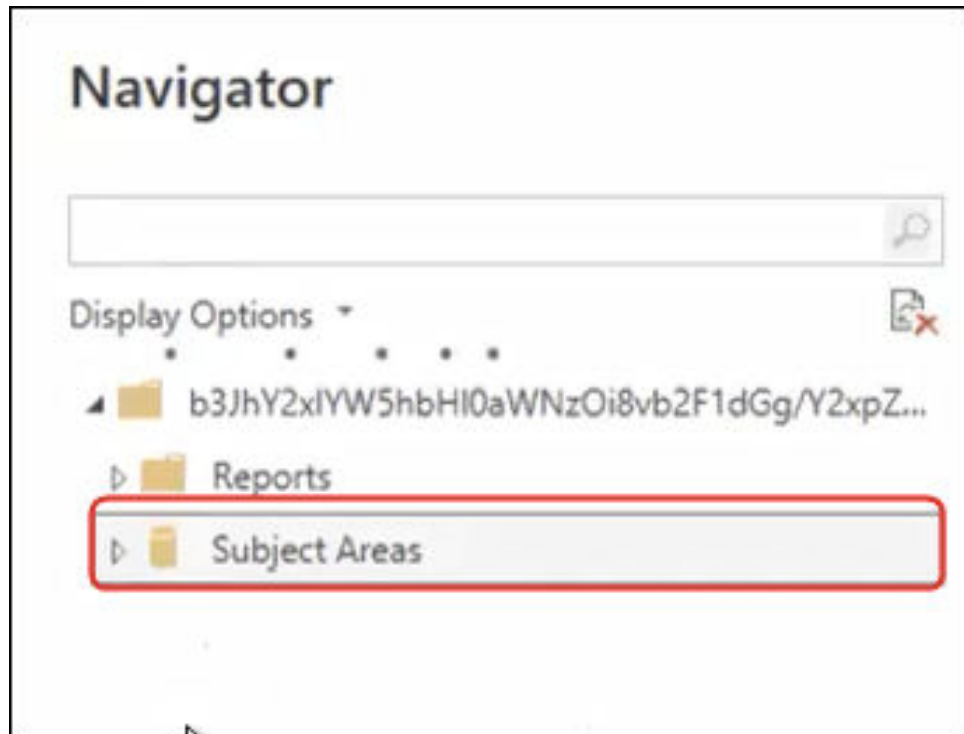 Navigator
Display Options
b3JhY2xlYW5hbHl0aWNzOi8vb2F1dGg/Y2xpZ...
Reports
Subject Areas